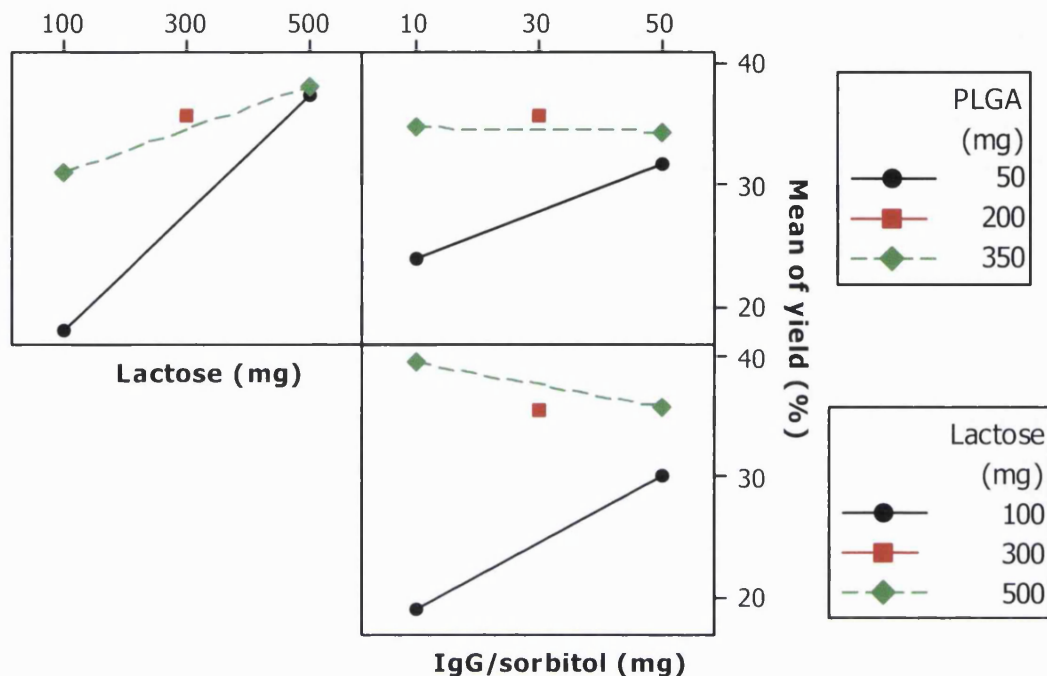 100 300 500 10 30 50
40
30
20
Lactose (mg)
40
30
20
IgG/sorbitol (mg)
Mean of yield (%)
PLGA
(mg)
50
200
350
Lactose
(mg)
100
300
500